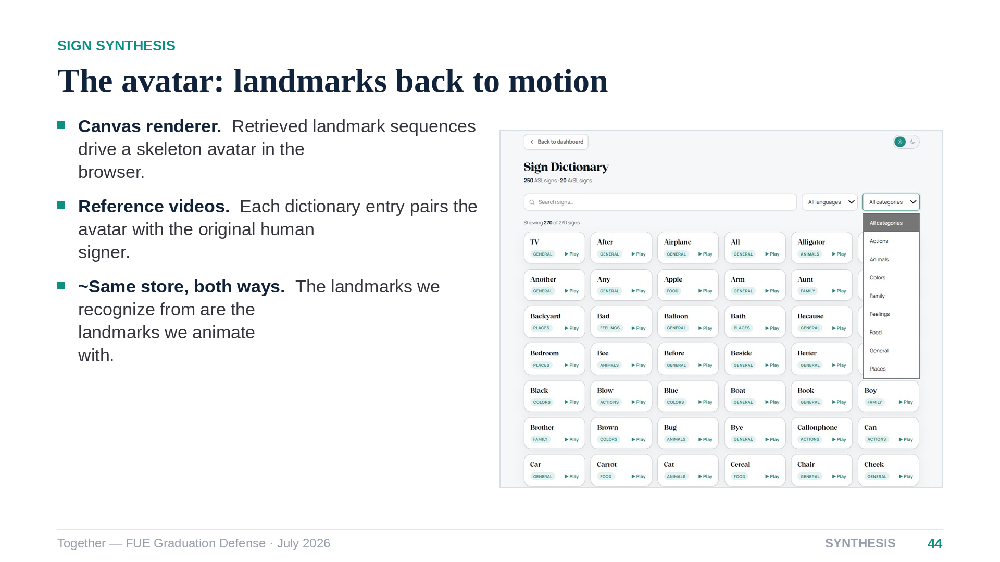 SIGN SYNTHESIS
The avatar: landmarks back to motion
Canvas renderer. Retrieved landmark sequences
drive a skeleton avatar in the
browser.
Reference videos. Each dictionary entry pairs the
avatar with the original human
signer.
~Same store, both ways. The landmarks we
recognize from are the
landmarks we animate
with.
Back to dashboard
Sign Dictionary
250 ASL signs · 20 ArSL signs
Search signs...
All languages
All categories
Showing 270 of 270 signs
All categories
Actions
Animals
Colors
Family
Feelings
Food
General
Places
TV After Airplane All Alligator
GENERAL Play GENERAL Play GENERAL Play GENERAL Play ANIMALS Play
Another Any Apple Arm Aunt
GENERAL Play GENERAL Play FOOD Play GENERAL Play FAMILY Play
Backyard Bad Balloon Bath Because
PLACES Play FEELINGS Play GENERAL Play PLACES Play GENERAL Play
Bedroom Bee Before Beside Better
PLACES Play ANIMALS Play GENERAL Play GENERAL Play GENERAL Play
Black Blow Blue Boat Book Boy
COLORS Play ACTIONS Play COLORS Play GENERAL Play GENERAL Play FAMILY Play
Brother Brown Bug Bye Callonphone Can
FAMILY Play COLORS Play ANIMALS Play GENERAL Play ACTIONS Play ACTIONS Play
Car Carrot Cat Cereal Chair Cheek
GENERAL Play FOOD Play ANIMALS Play FOOD Play GENERAL Play GENERAL Play
Together — FUE Graduation Defense · July 2026
SYNTHESIS 44